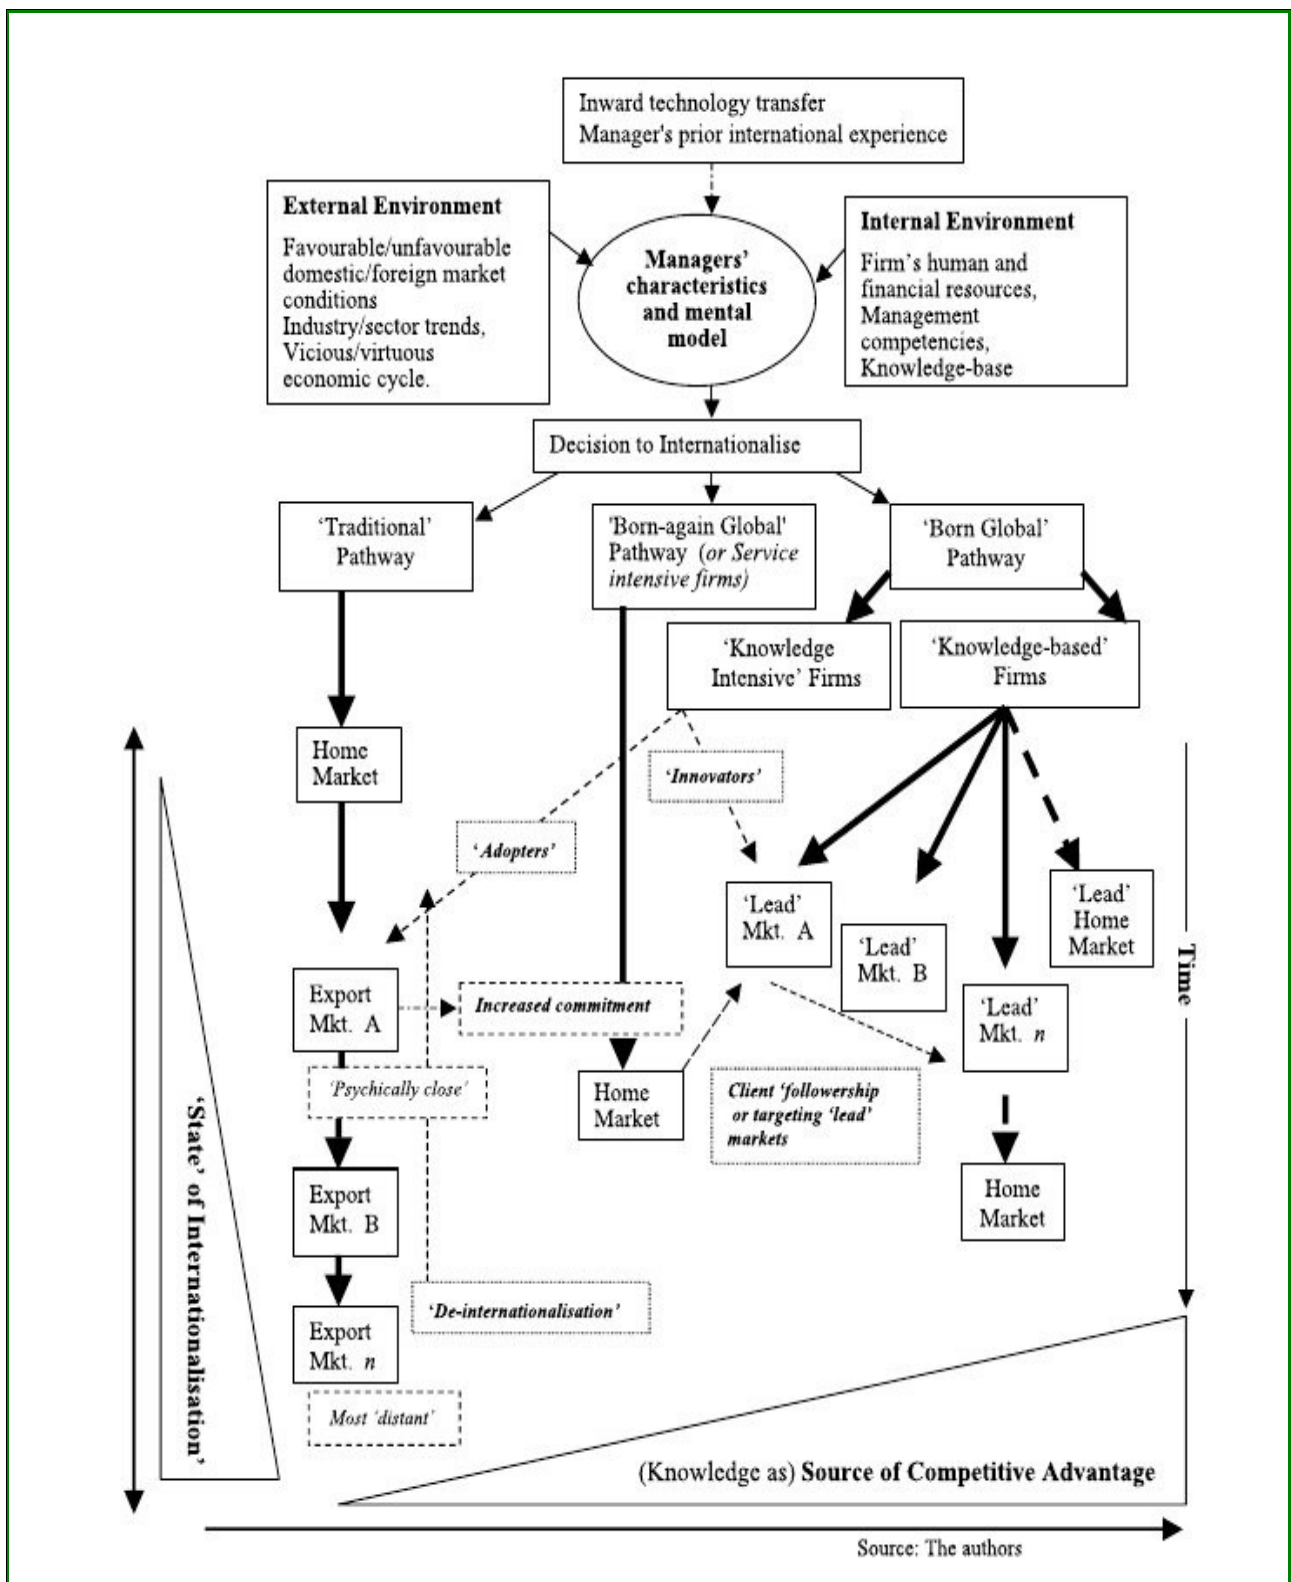 Inward technology transfer
Manager's prior international experience
External Environment
Favourable/unfavourable
domestic/foreign market
conditions
Industry/sector trends,
Vicious/virtuous
economic cycle.
Managers’
characteristics
and mental
model
Internal Environment
Firm’s human and
financial resources,
Management
competencies,
Knowledge-base
Decision to Internationalise
‘Traditional’
Pathway
'Born-again Global'
Pathway (or Service
intensive firms)
‘Born Global’
Pathway
‘Knowledge
Intensive’ Firms
‘Knowledge-based’
Firms
Home
Market
‘Innovators’
‘Adopters’
‘Lead’
Mkt. A
‘Lead’
Mkt. B
‘Lead’
Home
Market
‘Lead’
Mkt. n
Time
Export
Mkt. A
Increased commitment
‘Psychically close’
Home
Market
Client ‘followership
or targeting ‘lead’
markets
Home
Market
Export
Mkt. B
‘De-internationalisation’
Export
Mkt. n
Most ‘distant’
‘State’ of Internationalisation’
(Knowledge as) Source of Competitive Advantage
Source: The authors